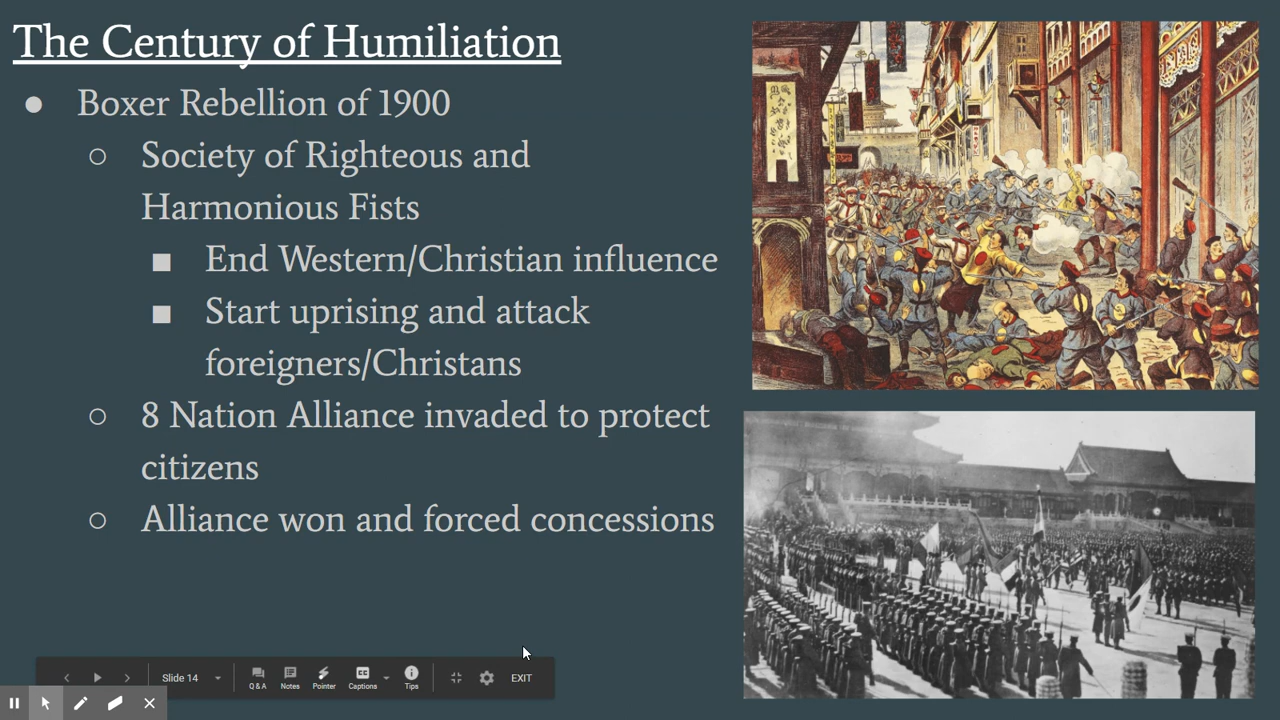 The Century of Humiliation
● Boxer Rebellion of 1900
○ Society of Righteous and
Harmonious Fists
■ End Western/Christian influence
■ Start uprising and attack
foreigners/Christans
○ 8 Nation Alliance invaded to protect
citizens
○ Alliance won and forced concessions
Slide 14
Q & A
Notes
Pointer
CC
Captions
Tips
EXIT